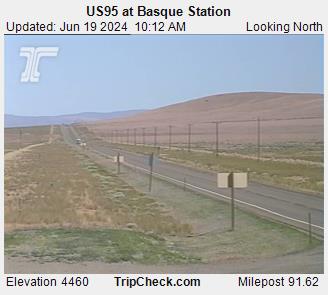 US95 at Basque Station
Updated: Jun 19 2024 10:12 AM Looking North
Elevation 4460 TripCheck.com Milepost 91.62